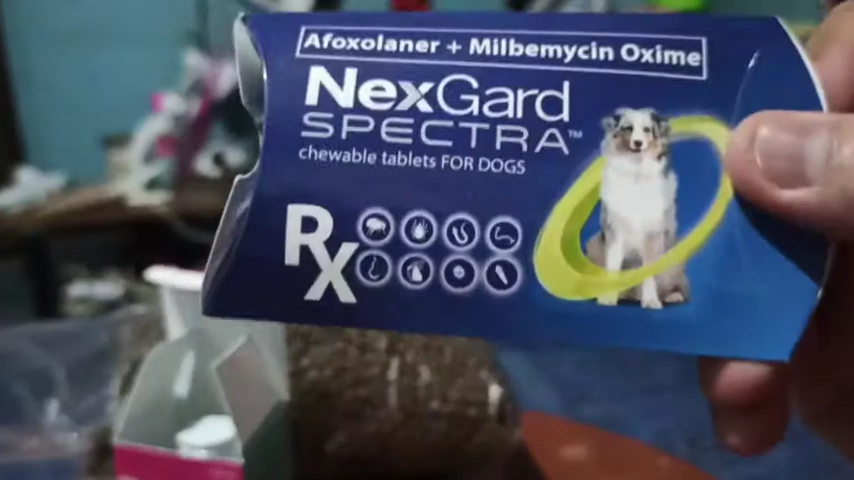 Afoxolaner + Milbemycin Oxime
NexGard
SPECTRA™
chewable tablets FOR DOGS
Rx